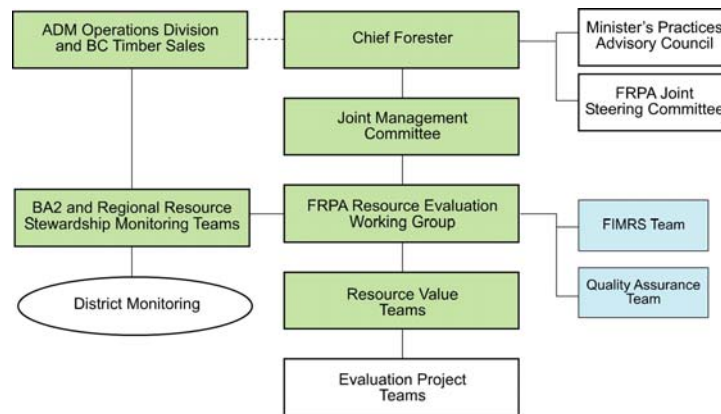 ADM Operations Division
and BC Timber Sales
Chief Forester
Minister's Practices
Advisory Council
FRPA Joint
Steering Committee
Joint Management
Committee
BA2 and Regional Resource
Stewardship Monitoring Teams
FRPA Resource Evaluation
Working Group
FIMRS Team
Quality Assurance
Team
District Monitoring
Resource Value
Teams
Evaluation Project
Teams